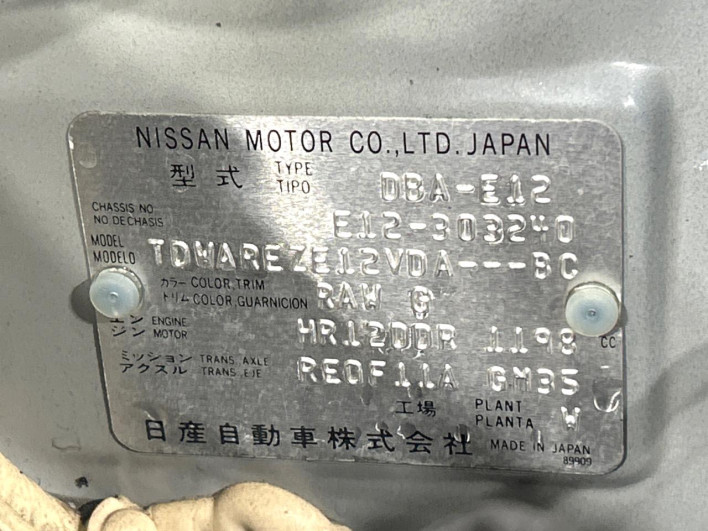 NISSAN MOTOR CO.,LTD. JAPAN
型式 TYPE TIPO DBA-E12
CHASSIS NO. NO. DE CHASIS E12-303240
MODEL MODELO TDWAREZE12VDA---BC
カラー COLOR,TRIM
トリム COLOR,GUARNICION RAW G
エンジン ENGINE MOTOR HR12DDR 1198 CC
ミッション TRANS. AXLE
アクスル TRANS. EJE RE0F11A GM35
工場 PLANT PLANTA W
日産自動車株式会社 MADE IN JAPAN
89909